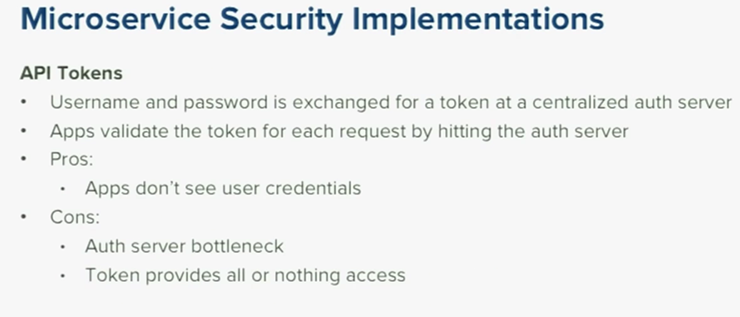 Microservice Security Implementations
API Tokens
• Username and password is exchanged for a token at a centralized auth server
• Apps validate the token for each request by hitting the auth server
• Pros:
• Apps don’t see user credentials
• Cons:
• Auth server bottleneck
• Token provides all or nothing access